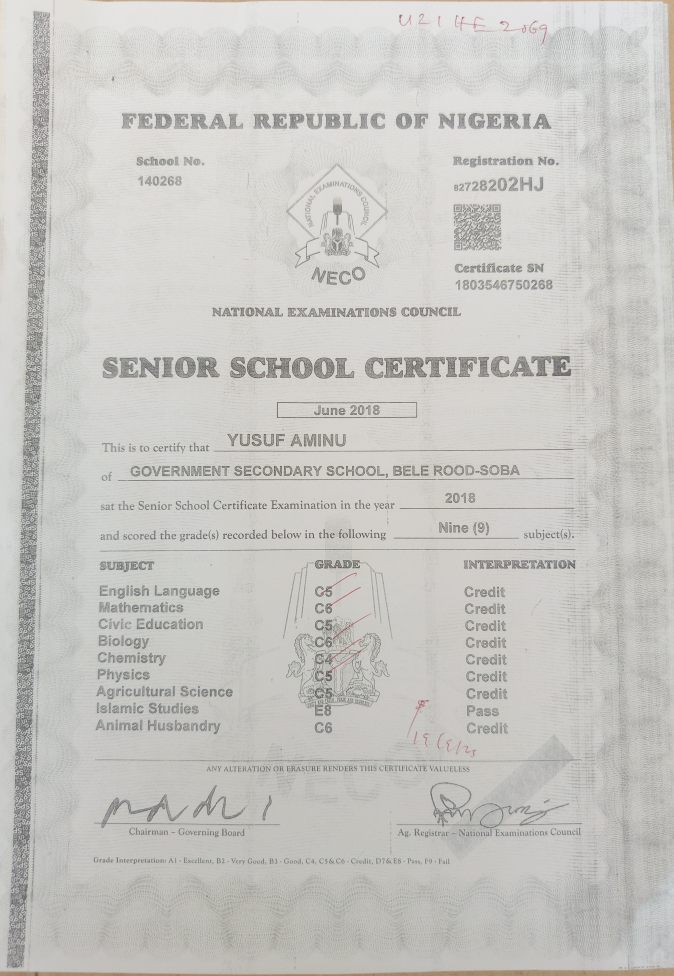 U21HE2069
FEDERAL REPUBLIC OF NIGERIA
School No.
140268
Registration No.
82728202HJ
NATIONAL EXAMINATIONS COUNCIL
NECO
Certificate SN
1803546750268
NATIONAL EXAMINATIONS COUNCIL
SENIOR SCHOOL CERTIFICATE
June 2018
This is to certify that YUSUF AMINU
of GOVERNMENT SECONDARY SCHOOL, BELE ROOD-SOBA
sat the Senior School Certificate Examination in the year 2018
and scored the grade(s) recorded below in the following Nine (9) subject(s).
SUBJECT GRADE INTERPRETATION
English Language C5 Credit
Mathematics C6 Credit
Civic Education C5 Credit
Biology C6 Credit
Chemistry C4 Credit
Physics C5 Credit
Agricultural Science C5 Credit
Islamic Studies E8 Pass
Animal Husbandry C6 Credit
ANY ALTERATION OR ERASURE RENDERS THIS CERTIFICATE VALUELESS
NECO
Chairman – Governing Board
Ag. Registrar – National Examinations Council
Grade Interpretation: A1 - Excellent, B2 - Very Good, B3 - Good, C4, C5 & C6 - Credit, D7 & E8 - Pass, F9 - Fail